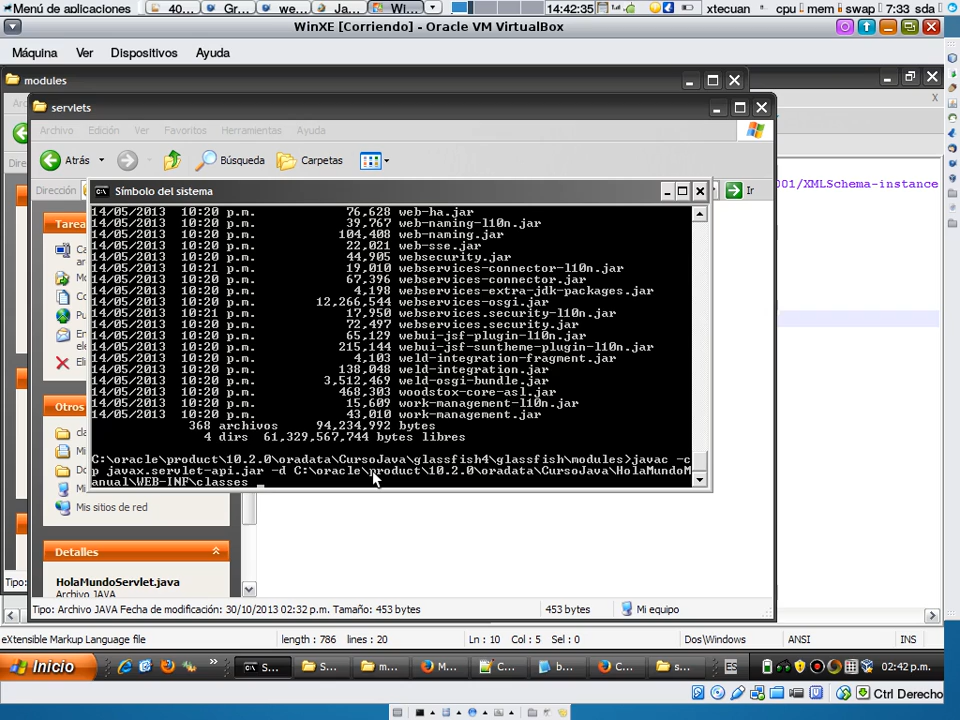 Menú de aplicaciones
40...
Gr...
we...
Ja...
Wi...
14:42:35
xtecuan
cpu
mem
swap
7:33
sda
WinXE [Corriendo] - Oracle VM VirtualBox
Máquina
Ver
Dispositivos
Ayuda
modules
servlets
Archivo
Edición
Ver
Favoritos
Herramientas
Ayuda
Atrás
Búsqueda
Carpetas
Dirección
Ir
Símbolo del sistema
001/XMLSchema-instance
14/05/2013 10:20 p.m. 76,628 web-ha.jar
14/05/2013 10:20 p.m. 39,767 web-naming-l10n.jar
14/05/2013 10:20 p.m. 104,408 web-naming.jar
14/05/2013 10:20 p.m. 22,021 web-sse.jar
14/05/2013 10:20 p.m. 44,905 websecurity.jar
14/05/2013 10:21 p.m. 19,010 webservices-connector-l10n.jar
14/05/2013 10:20 p.m. 67,396 webservices-connector.jar
14/05/2013 10:20 p.m. 4,198 webservices-extra-jdk-packages.jar
14/05/2013 10:20 p.m. 12,266,544 webservices-osgi.jar
14/05/2013 10:21 p.m. 17,950 webservices.security-l10n.jar
14/05/2013 10:20 p.m. 72,497 webservices.security.jar
14/05/2013 10:20 p.m. 65,129 webui-jsf-plugin-l10n.jar
14/05/2013 10:20 p.m. 215,144 webui-jsf-suntheme-plugin-l10n.jar
14/05/2013 10:20 p.m. 4,103 weld-integration-fragment.jar
14/05/2013 10:20 p.m. 138,048 weld-integration.jar
14/05/2013 10:20 p.m. 3,512,469 weld-osgi-bundle.jar
14/05/2013 10:20 p.m. 468,303 woodstox-core-asl.jar
14/05/2013 10:20 p.m. 15,609 work-management-l10n.jar
14/05/2013 10:20 p.m. 43,010 work-management.jar
368 archivos 94,234,992 bytes
4 dirs 61,329,567,744 bytes libres
C:\oracle\product\10.2.0\oradata\CursoJava\glassfish4\glassfish\modules>javac -c
p javax.servlet-api.jar -d C:\oracle\product\10.2.0\oradata\CursoJava\HolaMundoM
anual\WEB-INF\classes _
Tarea
Otros
Mis sitios de red
Detalles
HolaMundoServlet.java
Archivo JAVA
Tipo: Archivo JAVA Fecha de modificación: 30/10/2013 02:32 p.m. Tamaño: 453 bytes
453 bytes
Mi equipo
eXtensible Markup Language file
length : 786 lines : 20
Ln : 10 Col : 5 Sel : 0
Dos\Windows
ANSI
INS
Inicio
S...
S...
m...
M...
C...
b...
C...
s...
ES
02:42 p.m.
Ctrl Derecho